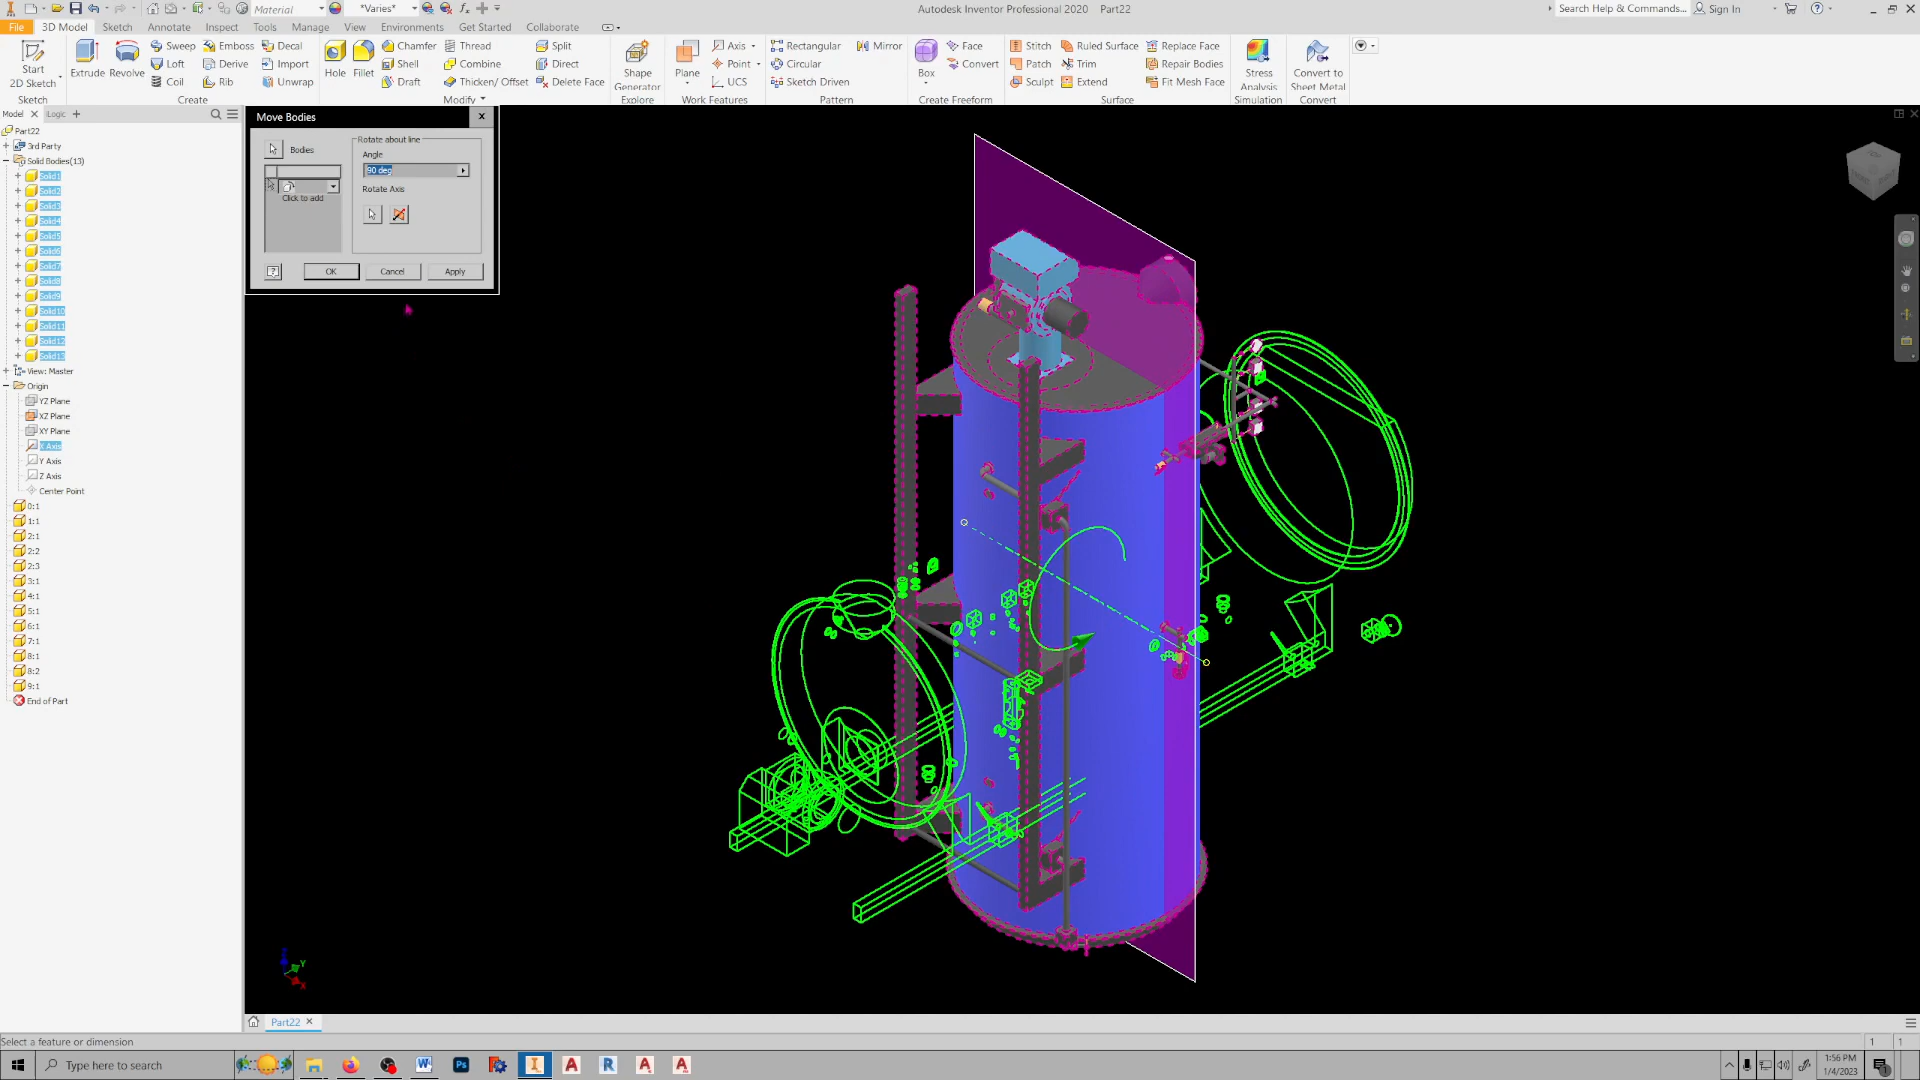 Material
*Varies*
Autodesk Inventor Professional 2020 Part22
Search Help & Commands...
Sign In
File
3D Model
Sketch
Annotate
Inspect
Tools
Manage
View
Environments
Get Started
Collaborate
Start
2D Sketch
Sketch
Extrude
Revolve
Sweep
Loft
Coil
Emboss
Derive
Rib
Decal
Import
Unwrap
Create
Hole
Fillet
Chamfer
Shell
Draft
Thread
Combine
Thicken/ Offset
Split
Direct
Delete Face
Modify
Shape
Generator
Explore
Plane
Axis
Point
UCS
Work Features
Rectangular
Circular
Sketch Driven
Mirror
Pattern
Box
Face
Convert
Create Freeform
Stitch
Patch
Sculpt
Ruled Surface
Trim
Extend
Replace Face
Repair Bodies
Fit Mesh Face
Surface
Stress
Analysis
Simulation
Convert to
Sheet Metal
Convert
Model
Logic
Part22
3rd Party
Solid Bodies(13)
Solid1
Solid2
Solid3
Solid4
Solid5
Solid6
Solid7
Solid8
Solid9
Solid10
Solid11
Solid12
Solid13
View: Master
Origin
YZ Plane
XZ Plane
XY Plane
X Axis
Y Axis
Z Axis
Center Point
0:1
1:1
2:1
2:2
2:3
3:1
4:1
5:1
6:1
7:1
8:1
8:2
9:1
End of Part
Move Bodies
Bodies
Click to add
Rotate about line
Angle
90 deg
Rotate Axis
OK
Cancel
Apply
Y
X
Part22
Select a feature or dimension
1 1
Type here to search
1:56 PM
1/4/2023